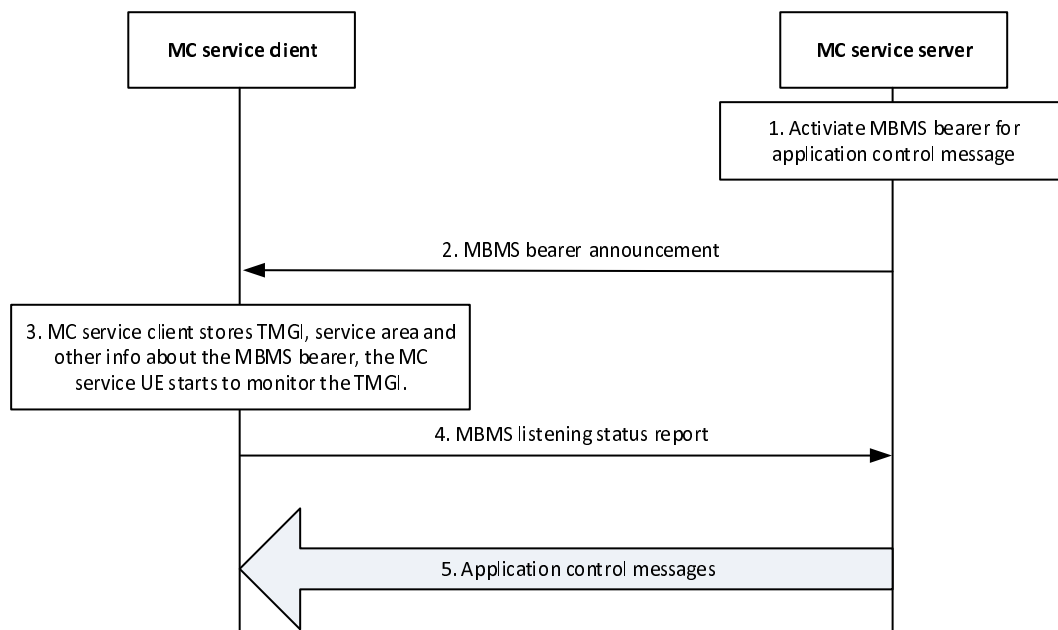 MC service client
MC service server
1. Activiate MBMS bearer for
application control message
2. MBMS bearer announcement
3. MC service client stores TMGI, service area and
other info about the MBMS bearer, the MC
service UE starts to monitor the TMGI.
4. MBMS listening status report
5. Application control messages